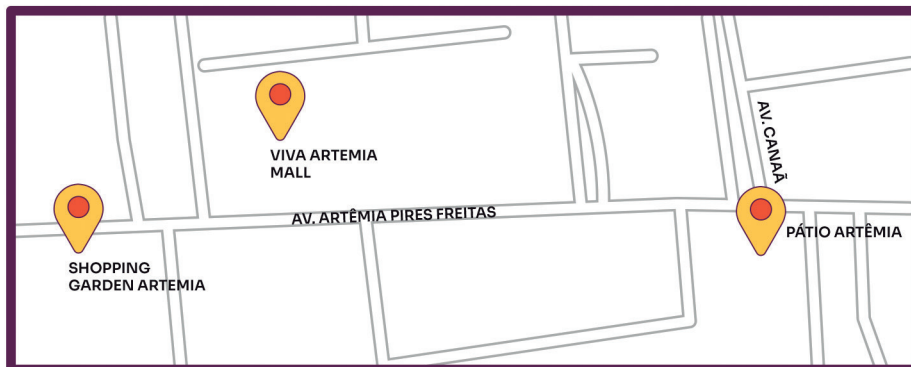 VIVA ARTEMIA
MALL
AV. CANAÃ
AV. ARTÊMIA PIRES FREITAS
PÁTIO ARTÊMIA
SHOPPING
GARDEN ARTEMIA